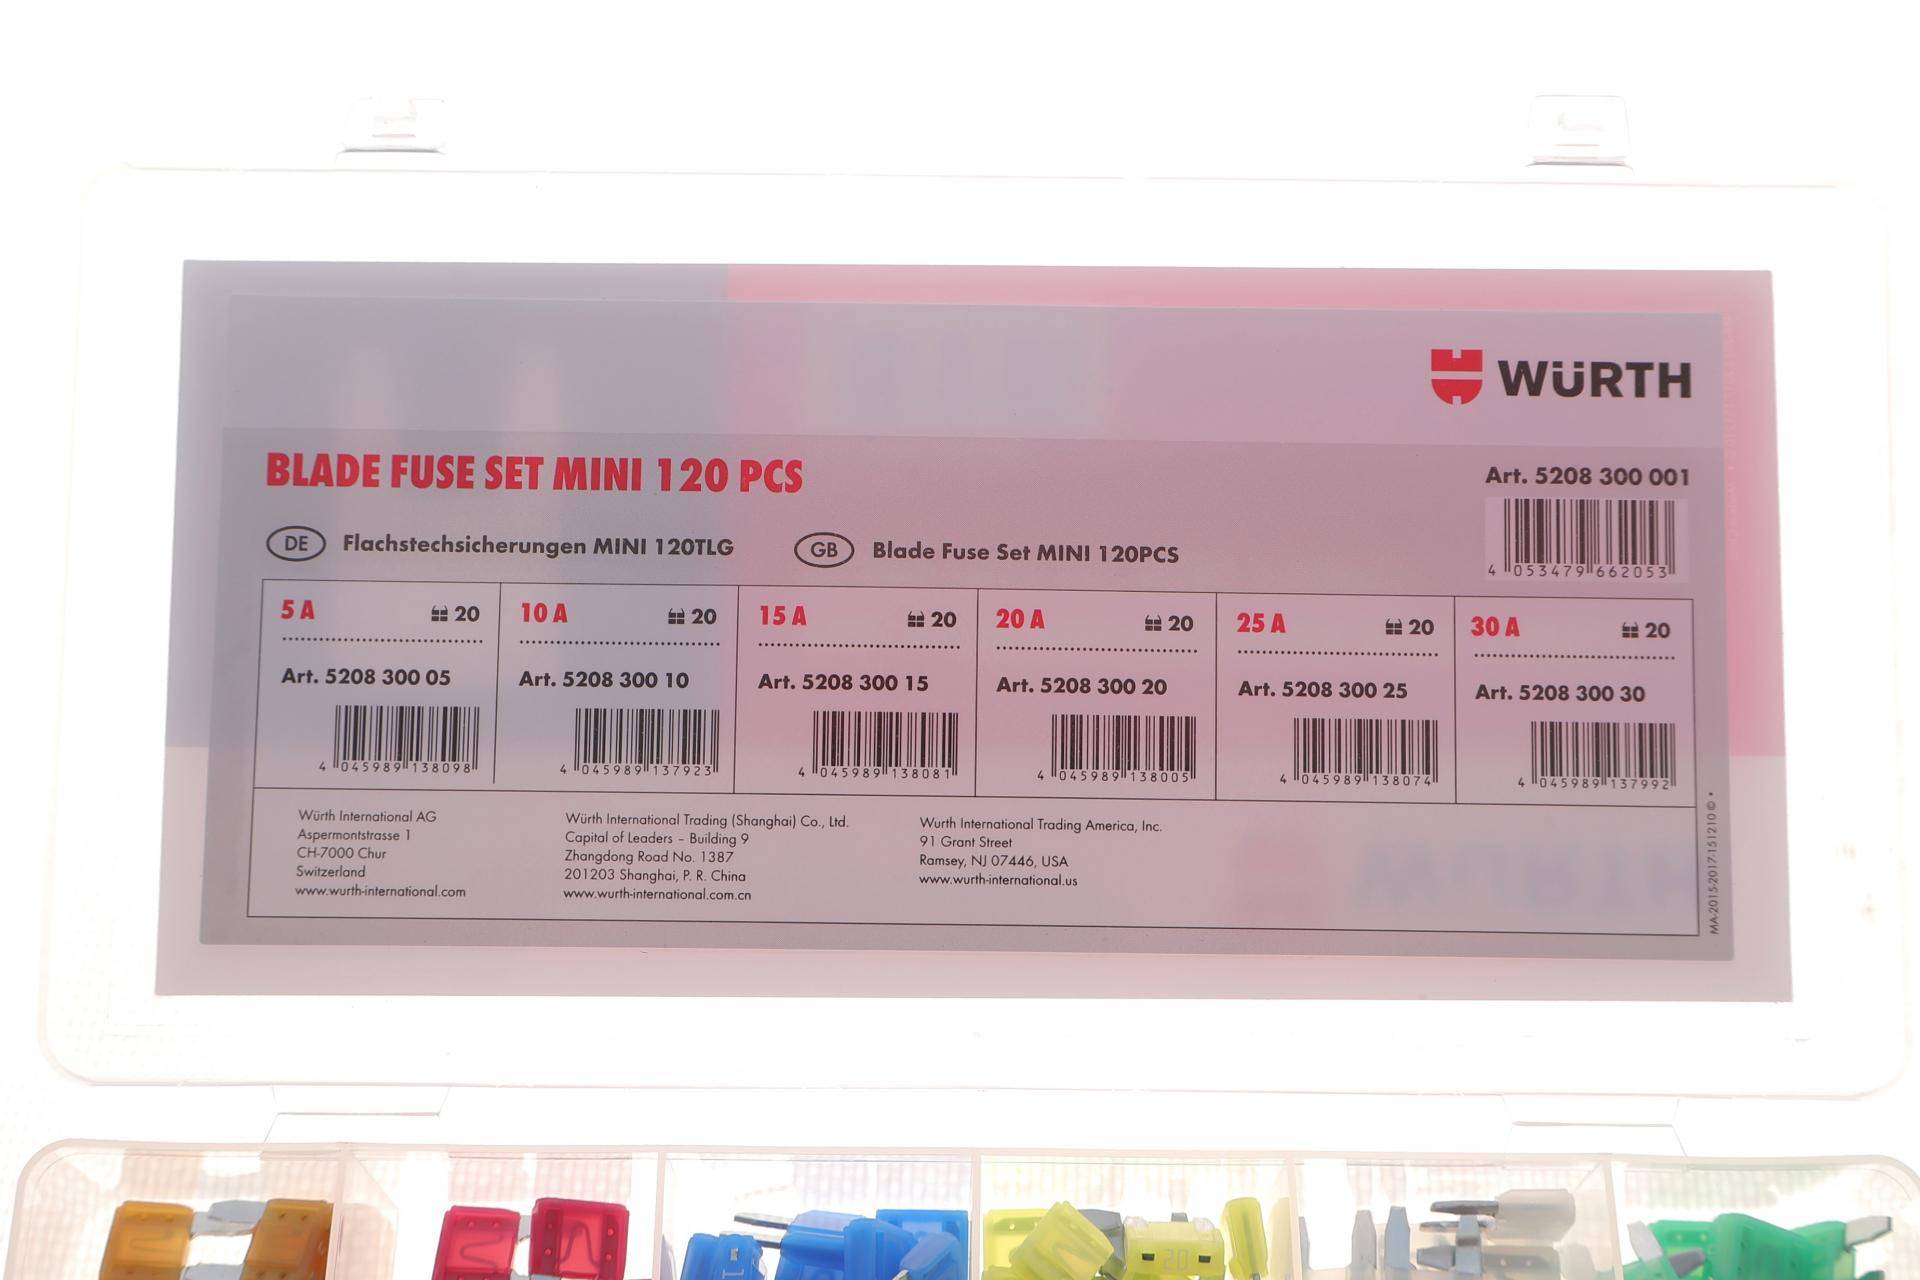 WÜRTH
BLADE FUSE SET MINI 120 PCS
Art. 5208 300 001
4 053479 662053
DE Flachstechsicherungen MINI 120TLG
GB Blade Fuse Set MINI 120PCS
5 A 20
Art. 5208 300 05
4 045989 138098
10 A 20
Art. 5208 300 10
4 045989 137923
15 A 20
Art. 5208 300 15
4 045989 138081
20 A 20
Art. 5208 300 20
4 045989 138005
25 A 20
Art. 5208 300 25
4 045989 138074
30 A 20
Art. 5208 300 30
4 045989 137992
Würth International AG
Aspermontstrasse 1
CH-7000 Chur
Switzerland
www.wurth-international.com
Würth International Trading (Shanghai) Co., Ltd.
Capital of Leaders – Building 9
Zhangdong Road No. 1387
201203 Shanghai, P. R. China
www.wurth-international.com.cn
Wurth International Trading America, Inc.
91 Grant Street
Ramsey, NJ 07446, USA
www.wurth-international.us
MA-2015-2017-151210 © •
20